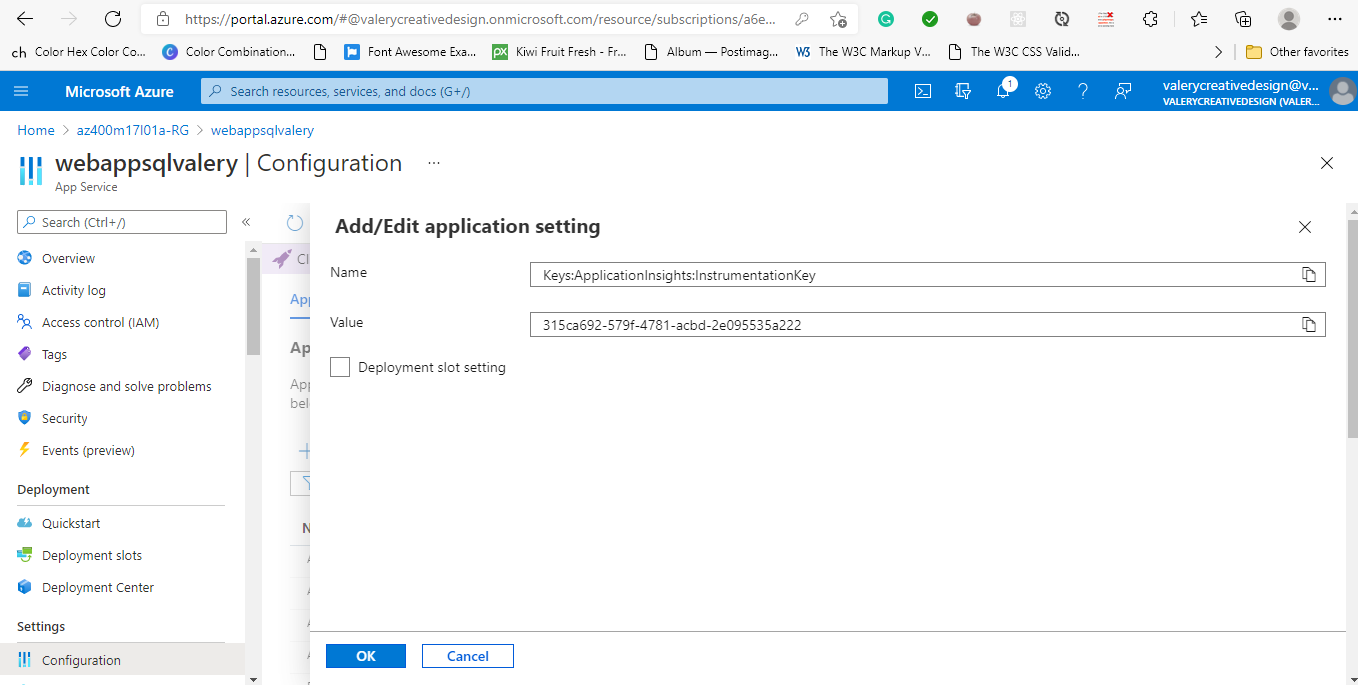 https://portal.azure.com/#@valerycreativedesign.onmicrosoft.com/resource/subscriptions/a6e...
ch Color Hex Color Co...
C Color Combination...
Font Awesome Exa...
px Kiwi Fruit Fresh - Fr...
Album — Postimag...
W3 The W3C Markup V...
The W3C CSS Valid...
Other favorites
Microsoft Azure
Search resources, services, and docs (G+/)
1
valerycreativedesign@v...
VALERYCREATIVEDESIGN (VALER...
Home > az400m17l01a-RG > webappsqlvalery
webappsqlvalery | Configuration ...
App Service
Search (Ctrl+/)
«
Overview
Activity log
Access control (IAM)
Tags
Diagnose and solve problems
Security
Events (preview)
Deployment
Quickstart
Deployment slots
Deployment Center
Settings
Configuration
Add/Edit application setting
Name
Keys:ApplicationInsights:InstrumentationKey
Value
315ca692-579f-4781-acbd-2e095535a222
Deployment slot setting
OK
Cancel